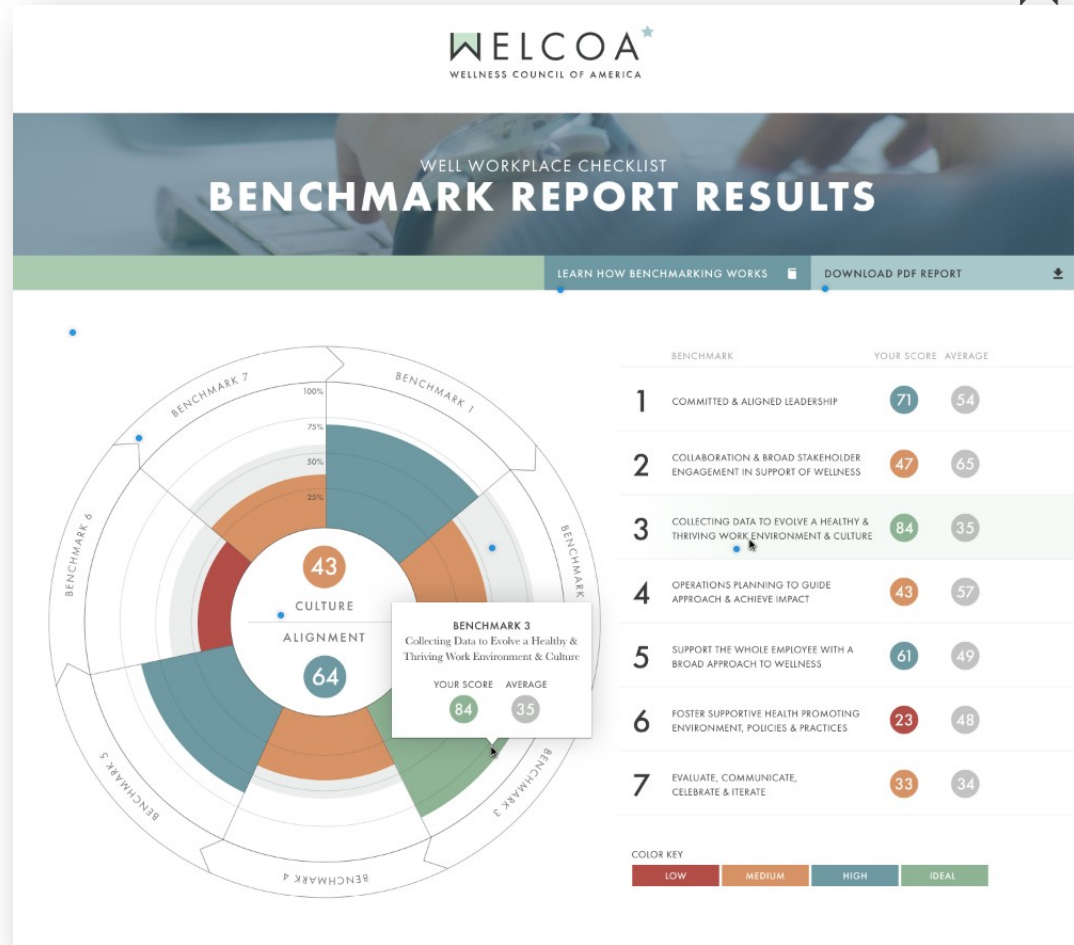 WELCOA
WELLNESS COUNCIL OF AMERICA
WELL WORKPLACE CHECKLIST
BENCHMARK REPORT RESULTS
LEARN HOW BENCHMARKING WORKS
DOWNLOAD PDF REPORT
BENCHMARK 7
BENCHMARK 1
BENCHMARK 6
BENCHMARK
BENCHMARK 5
BENCHMARK 3
BENCHMARK 4
100%
75%
50%
25%
43
CULTURE
ALIGNMENT
64
BENCHMARK 3
Collecting Data to Evolve a Healthy &
Thriving Work Environment & Culture
YOUR SCORE AVERAGE
84 35
BENCHMARK YOUR SCORE AVERAGE
1 COMMITTED & ALIGNED LEADERSHIP 71 54
2 COLLABORATION & BROAD STAKEHOLDER
ENGAGEMENT IN SUPPORT OF WELLNESS 47 65
3 COLLECTING DATA TO EVOLVE A HEALTHY &
THRIVING WORK ENVIRONMENT & CULTURE 84 35
4 OPERATIONS PLANNING TO GUIDE
APPROACH & ACHIEVE IMPACT 43 57
5 SUPPORT THE WHOLE EMPLOYEE WITH A
BROAD APPROACH TO WELLNESS 61 49
6 FOSTER SUPPORTIVE HEALTH PROMOTING
ENVIRONMENT, POLICIES & PRACTICES 23 48
7 EVALUATE, COMMUNICATE,
CELEBRATE & ITERATE 33 34
COLOR KEY
LOW MEDIUM HIGH IDEAL